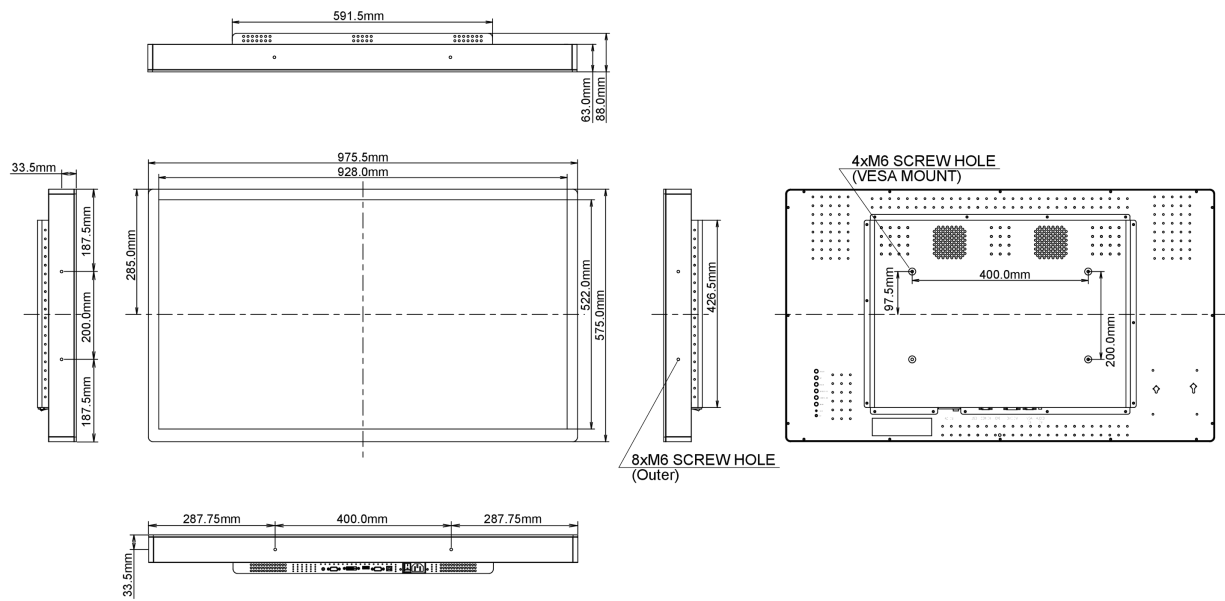 591.5mm
63.0mm
88.0mm
975.5mm
928.0mm
33.5mm
187.5mm
200.0mm
187.5mm
285.0mm
522.0mm
575.0mm
426.5mm
8xM6 SCREW HOLE
(Outer)
4xM6 SCREW HOLE
(VESA MOUNT)
400.0mm
97.5mm
200.0mm
287.75mm
400.0mm
287.75mm
33.5mm